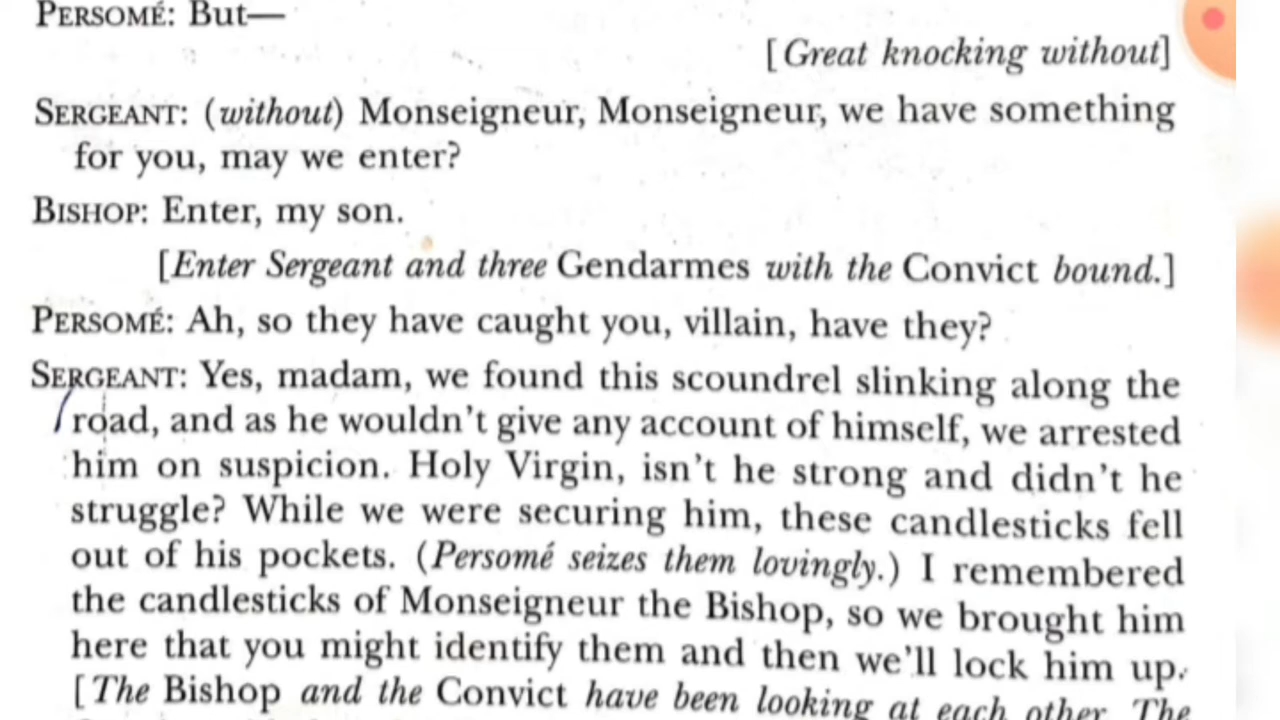 PERSOMÉ: But—
[Great knocking without]
SERGEANT: (without) Monseigneur, Monseigneur, we have something
for you, may we enter?
BISHOP: Enter, my son.
[Enter Sergeant and three Gendarmes with the Convict bound.]
PERSOMÉ: Ah, so they have caught you, villain, have they?
SERGEANT: Yes, madam, we found this scoundrel slinking along the
road, and as he wouldn't give any account of himself, we arrested
him on suspicion. Holy Virgin, isn't he strong and didn't he
struggle? While we were securing him, these candlesticks fell
out of his pockets. (Persomé seizes them lovingly.) I remembered
the candlesticks of Monseigneur the Bishop, so we brought him
here that you might identify them and then we'll lock him up.
[The Bishop and the Convict have been looking at each other. The